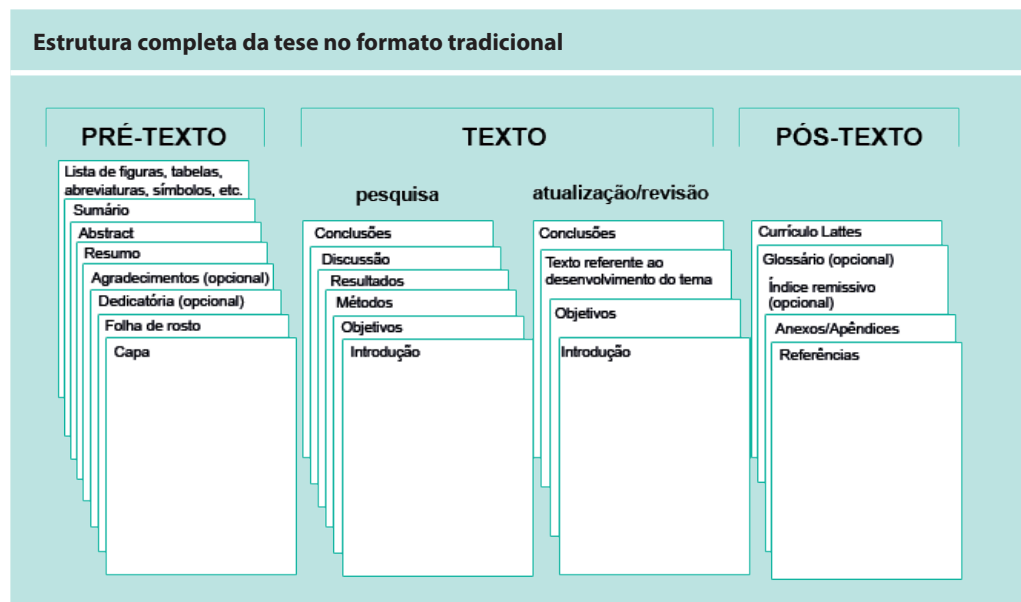 Estrutura completa da tese no formato tradicional
PRÉ-TEXTO
Lista de figuras, tabelas,
abreviaturas, símbolos, etc.
Sumário
Abstract
Resumo
Agradecimentos (opcional)
Dedicatória (opcional)
Folha de rosto
Capa
TEXTO
pesquisa
Conclusões
Discussão
Resultados
Métodos
Objetivos
Introdução
atualização/revisão
Conclusões
Texto referente ao
desenvolvimento do tema
Objetivos
Introdução
PÓS-TEXTO
Currículo Lattes
Glossário (opcional)
Índice remissivo
(opcional)
Anexos/Apêndices
Referências